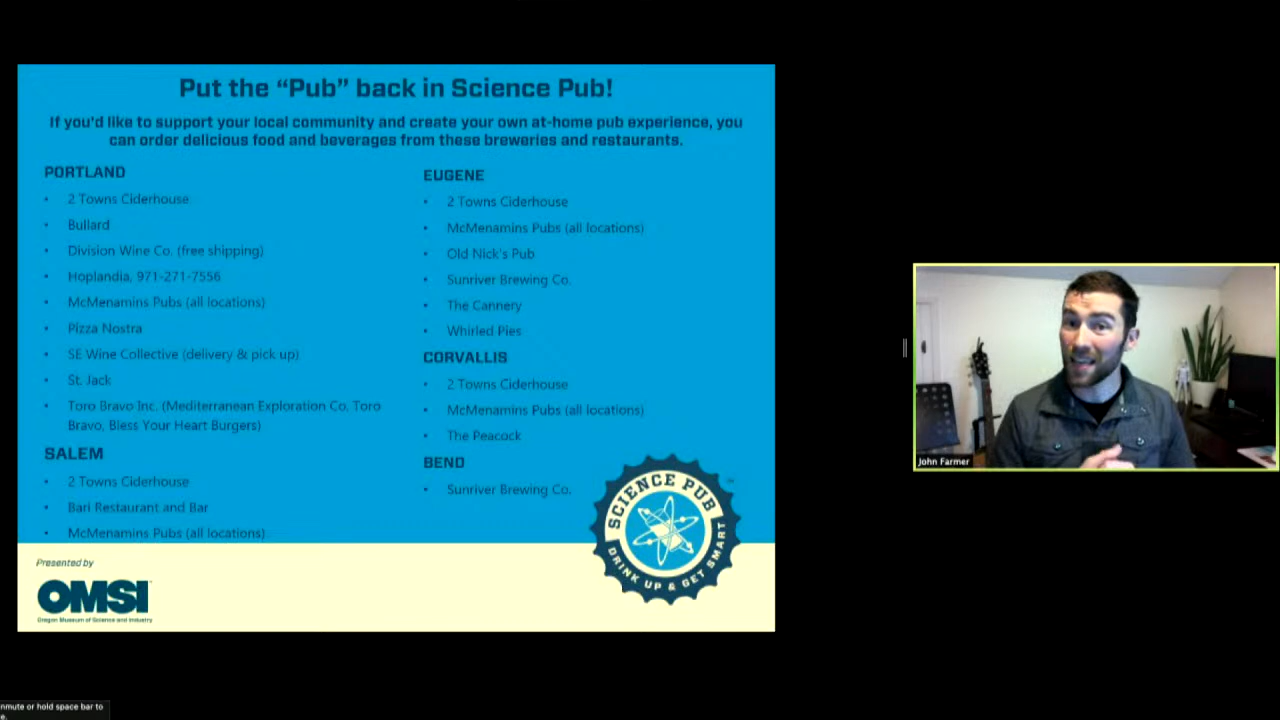 Put the “Pub” back in Science Pub!
If you'd like to support your local community and create your own at-home pub experience, you
can order delicious food and beverages from these breweries and restaurants.
PORTLAND
• 2 Towns Ciderhouse
• Bullard
• Division Wine Co. (free shipping)
• Hoplandia, 971-271-7556
• McMenamins Pubs (all locations)
• Pizza Nostra
• SE Wine Collective (delivery & pick up)
• St. Jack
• Toro Bravo Inc. (Mediterranean Exploration Co, Toro
Bravo, Bless Your Heart Burgers)
SALEM
• 2 Towns Ciderhouse
• Bari Restaurant and Bar
• McMenamins Pubs (all locations)
EUGENE
• 2 Towns Ciderhouse
• McMenamins Pubs (all locations)
• Old Nick's Pub
• Sunriver Brewing Co.
• The Cannery
• Whirled Pies
CORVALLIS
• 2 Towns Ciderhouse
• McMenamins Pubs (all locations)
• The Peacock
BEND
• Sunriver Brewing Co.
SCIENCE PUB
DRINK UP & GET SMART
Presented by
OMSI
Oregon Museum of Science and Industry
John Farmer
nmute or hold space bar to
e.